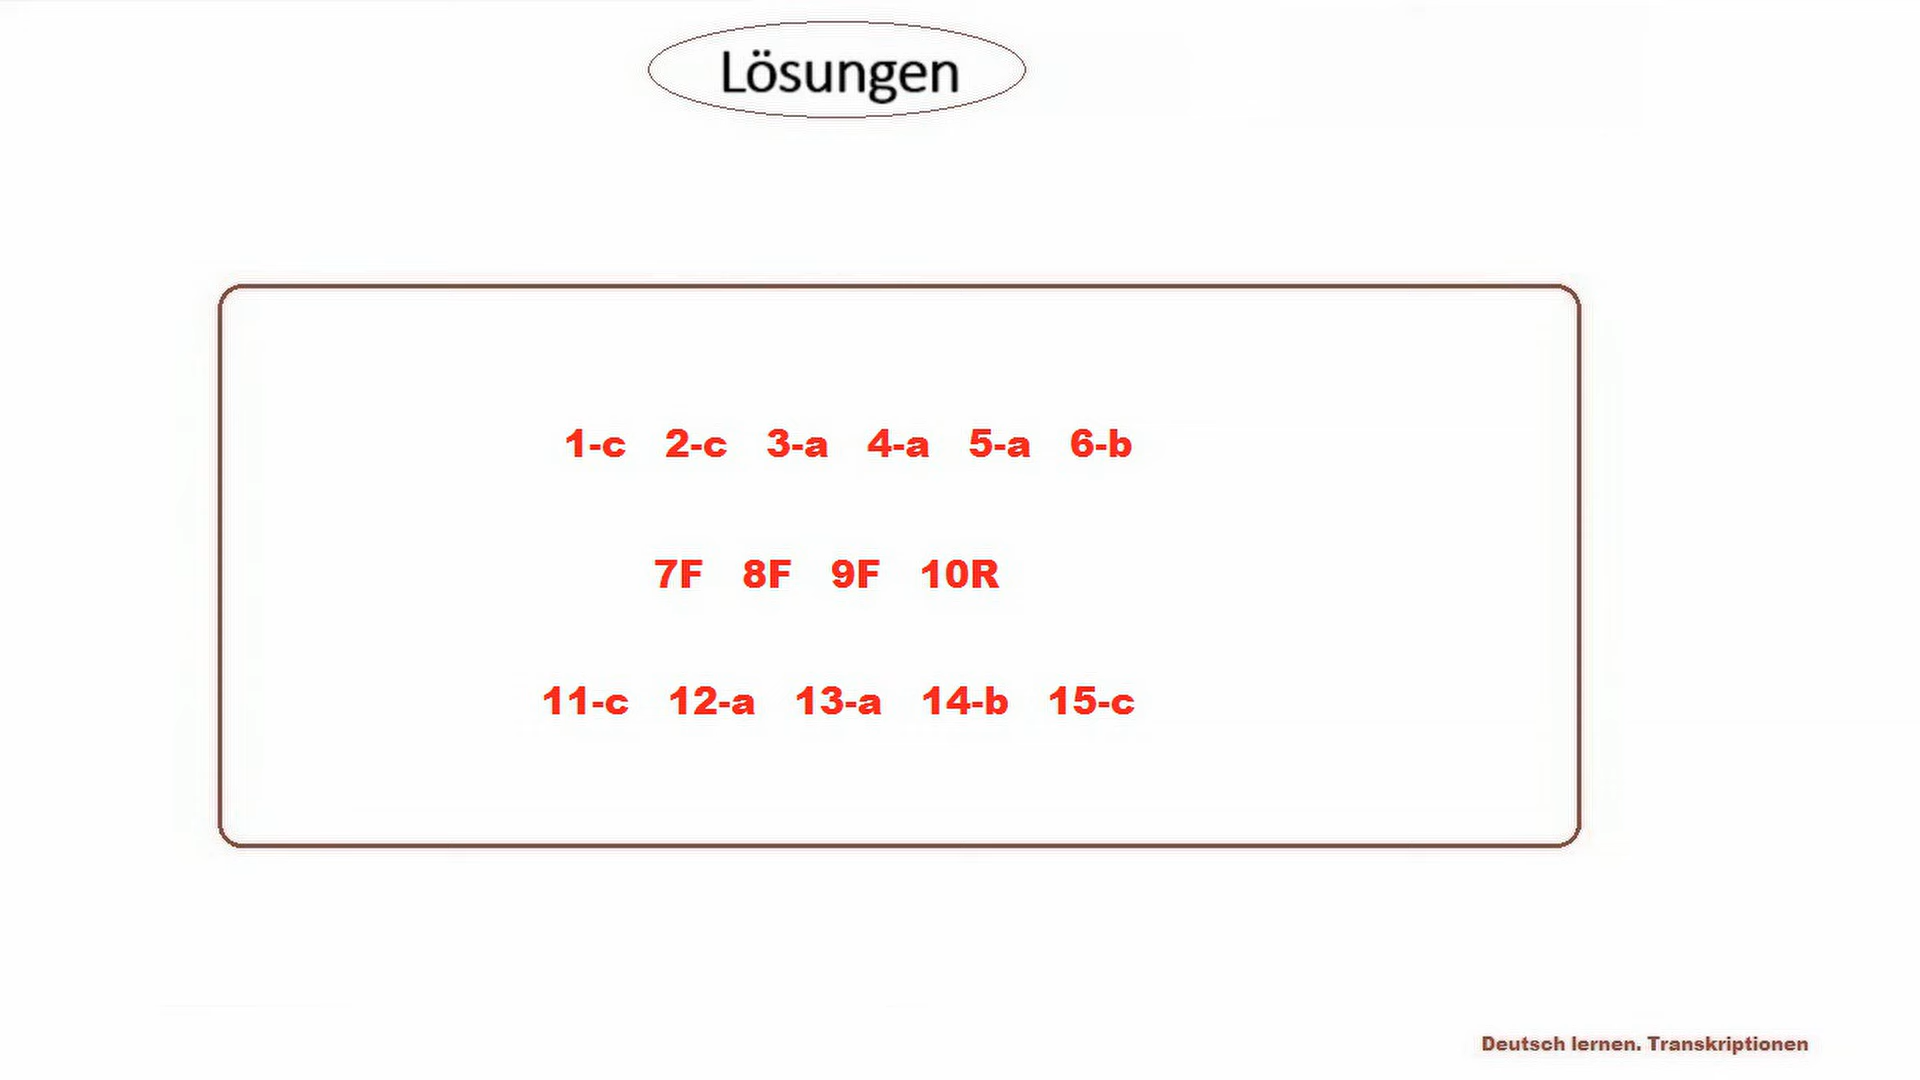 Lösungen
1-c 2-c 3-a 4-a 5-a 6-b
7F 8F 9F 10R
11-c 12-a 13-a 14-b 15-c
Deutsch lernen. Transkriptionen